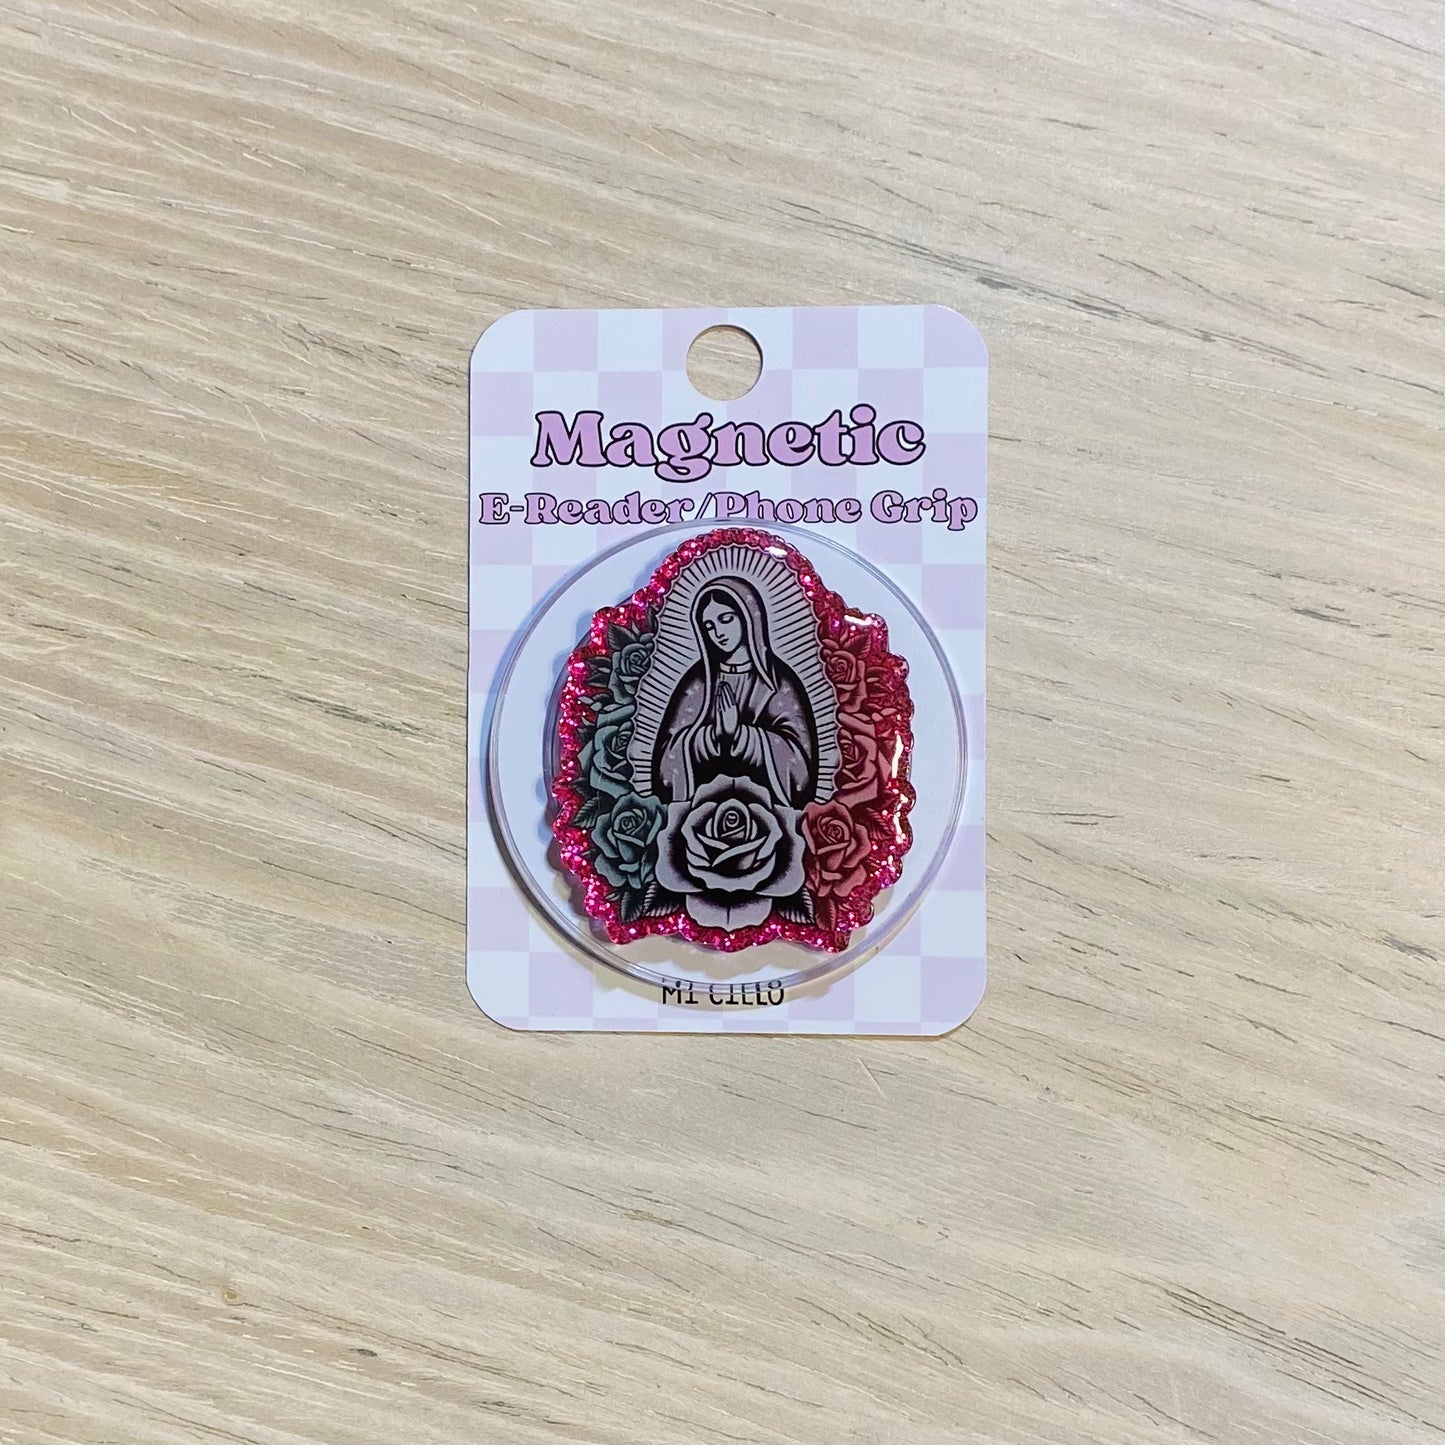 Magnetic
E-Reader/Phone Grip
MI CIELO